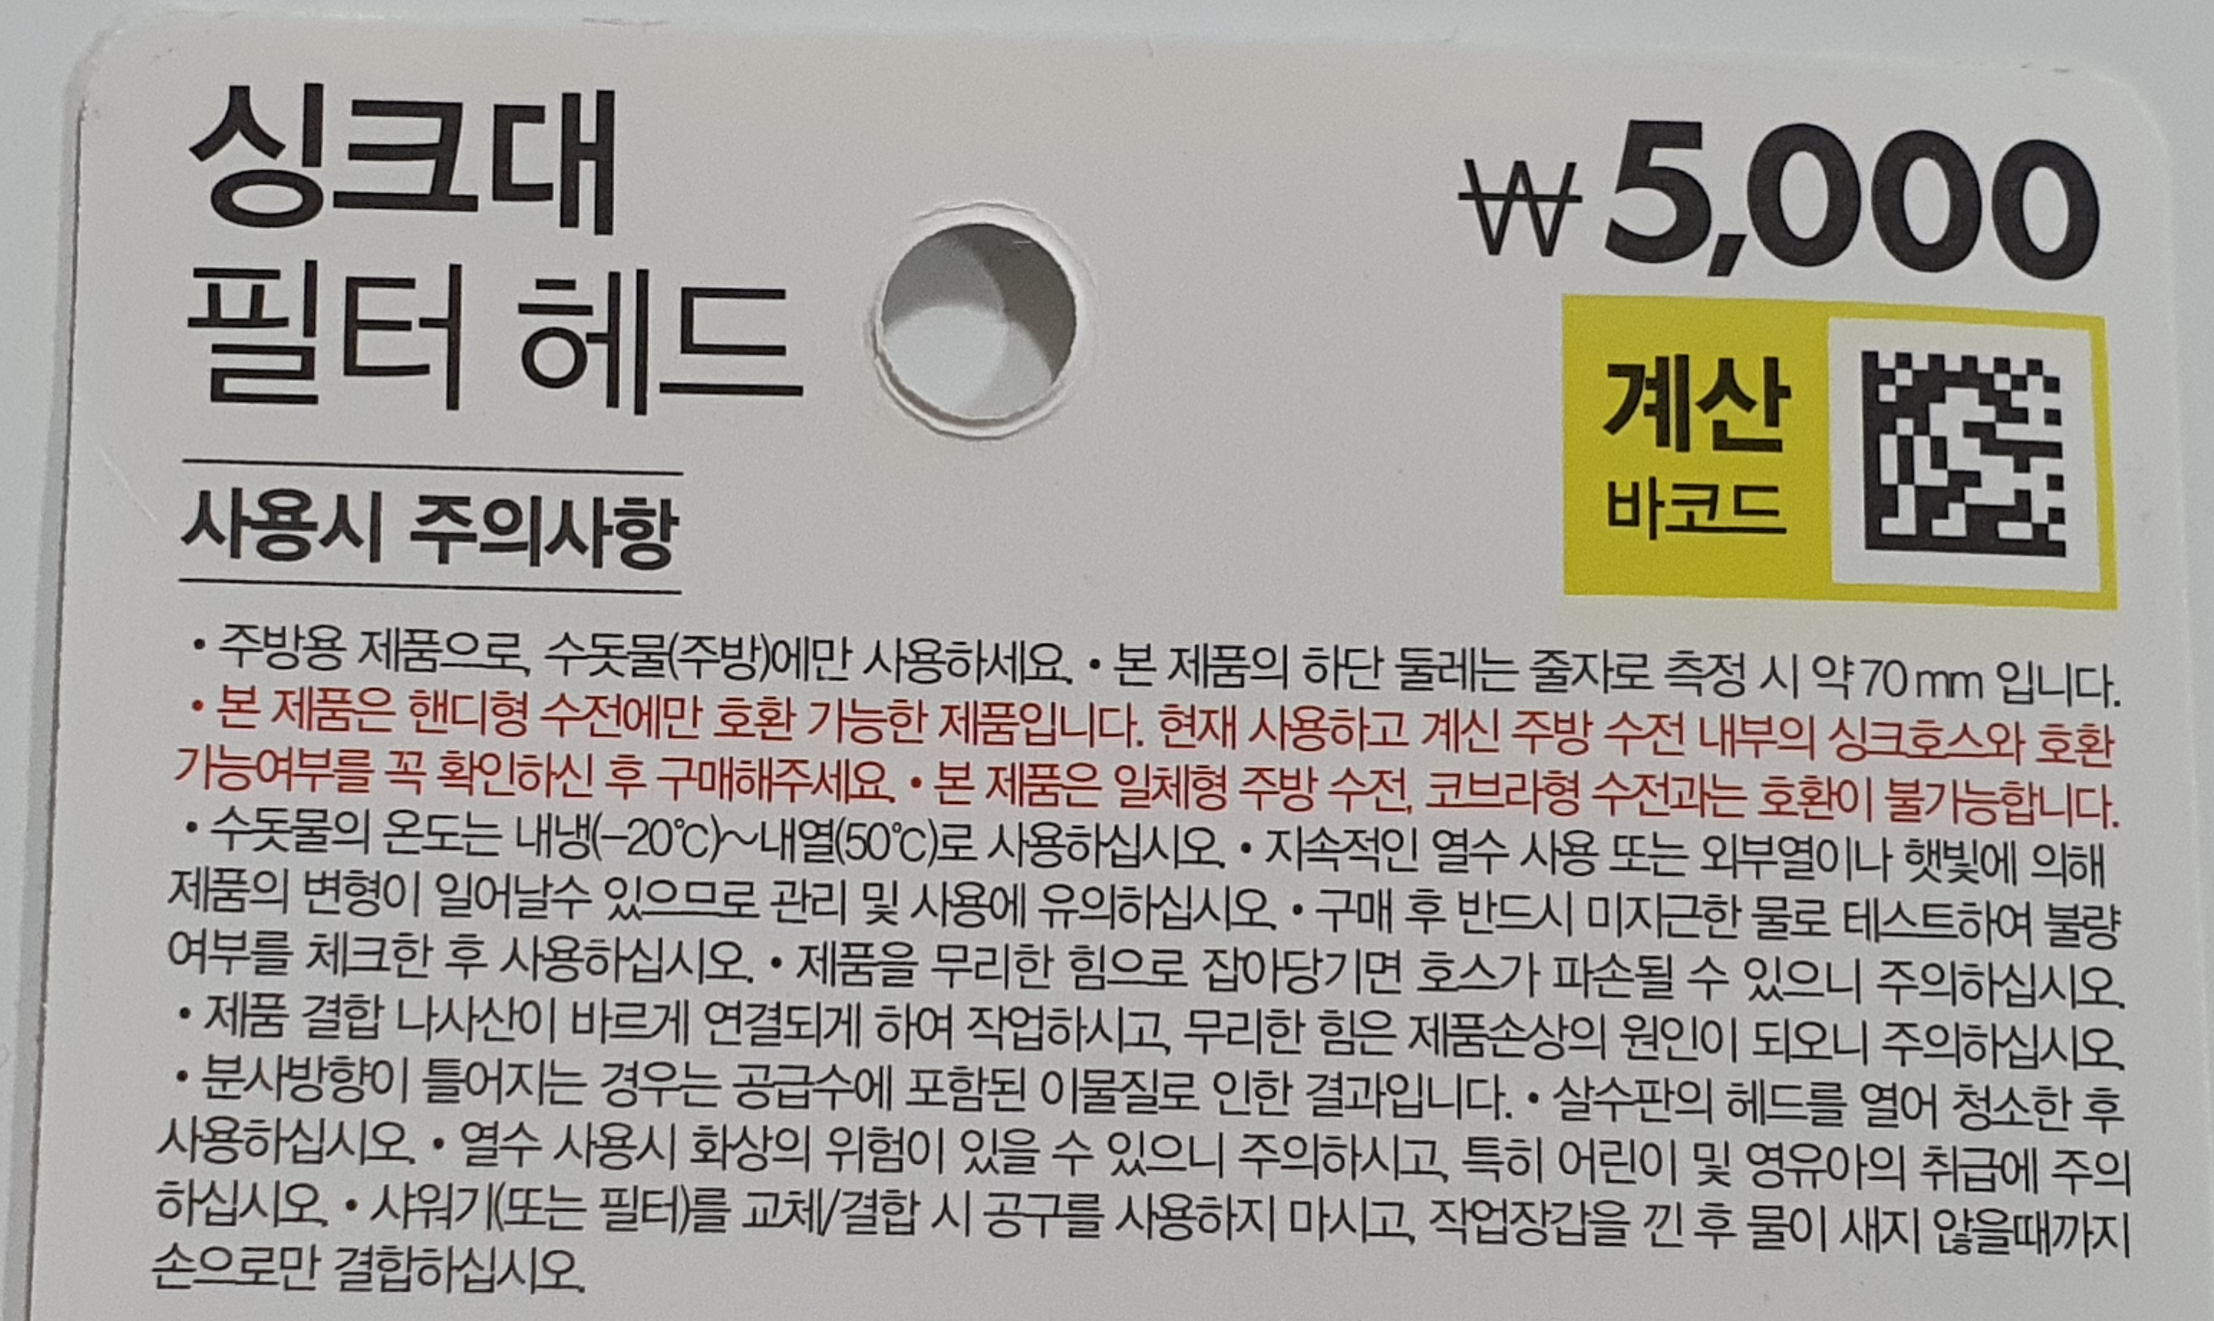 싱크대
필터 헤드
₩5,000
계산
바코드
사용시 주의사항
• 주방용 제품으로, 수돗물(주방)에만 사용하세요. • 본 제품의 하단 둘레는 줄자로 측정 시 약 70mm 입니다.
• 본 제품은 핸디형 수전에만 호환 가능한 제품입니다. 현재 사용하고 계신 주방 수전 내부의 싱크호스와 호환
가능여부를 꼭 확인하신 후 구매해주세요. • 본 제품은 일체형 주방 수전, 코브라형 수전과는 호환이 불가능합니다.
• 수돗물의 온도는 내냉(-20℃)~내열(50℃)로 사용하십시오. • 지속적인 열수 사용 또는 외부열이나 햇빛에 의해
제품의 변형이 일어날수 있으므로 관리 및 사용에 유의하십시오. • 구매 후 반드시 미지근한 물로 테스트하여 불량
여부를 체크한 후 사용하십시오. • 제품을 무리한 힘으로 잡아당기면 호스가 파손될 수 있으니 주의하십시오.
• 제품 결합 나사산이 바르게 연결되게 하여 작업하시고, 무리한 힘은 제품손상의 원인이 되오니 주의하십시오.
• 분사방향이 틀어지는 경우는 공급수에 포함된 이물질로 인한 결과입니다. • 살수판의 헤드를 열어 청소한 후
사용하십시오. • 열수 사용시 화상의 위험이 있을 수 있으니 주의하시고, 특히 어린이 및 영유아의 취급에 주의
하십시오. • 샤워기(또는 필터)를 교체/결합 시 공구를 사용하지 마시고, 작업장갑을 낀 후 물이 새지 않을때까지
손으로만 결합하십시오.